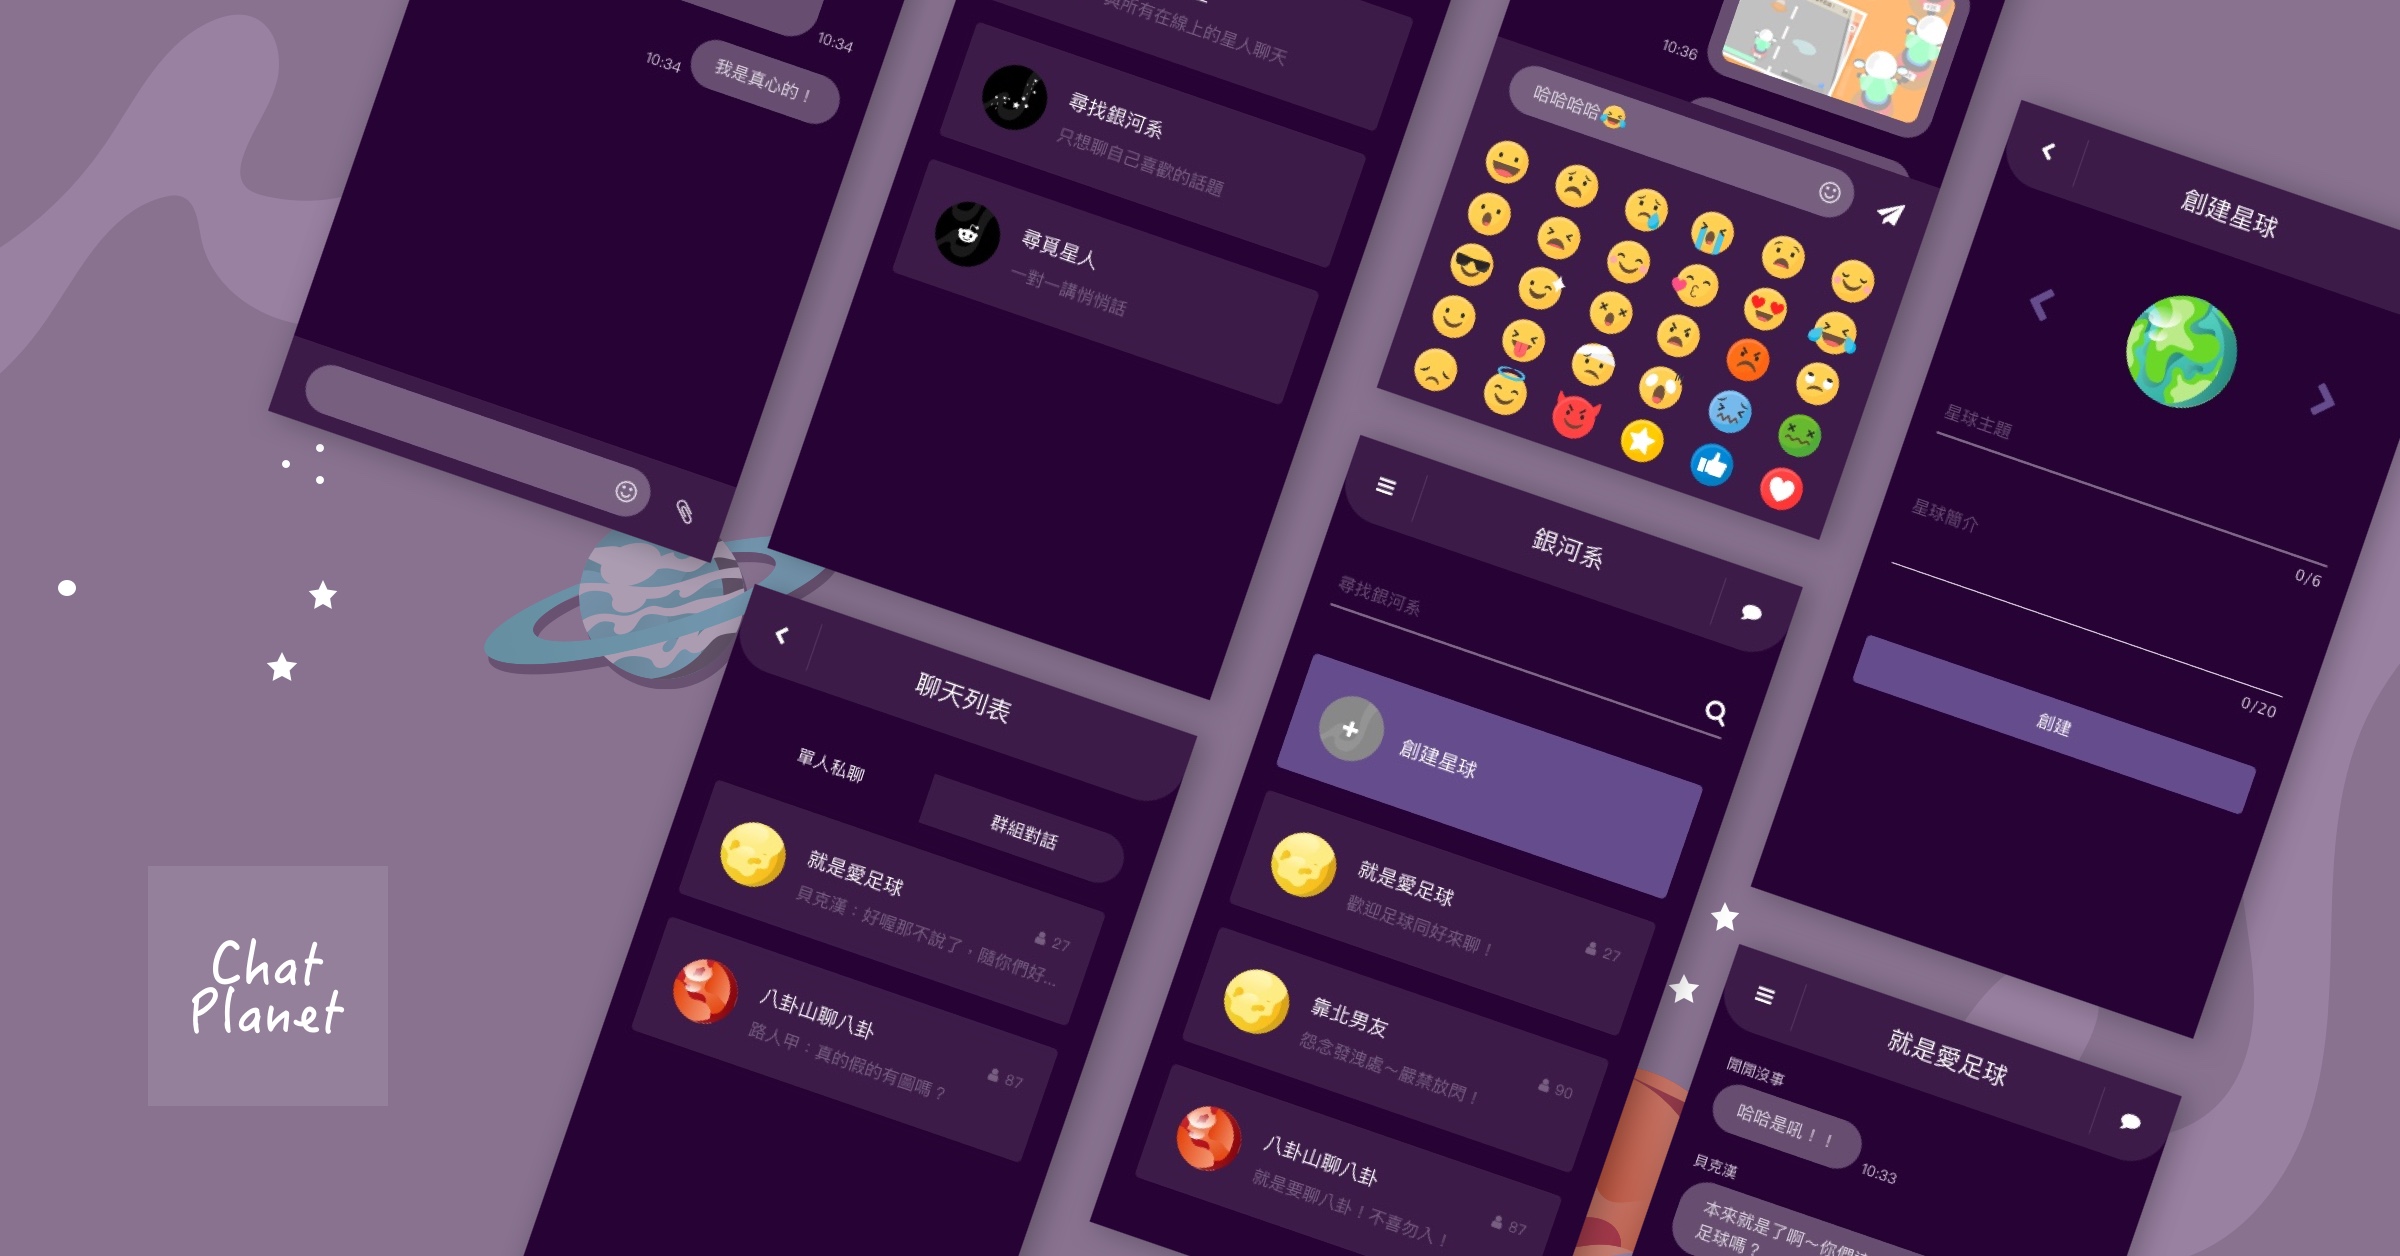 10:34
10:34
我是真心的！
與所有在線上的星人聊天
尋找銀河系
只想聊自己喜歡的話題
尋覓星人
一對一講悄悄話
10:36
哈哈哈哈😂
創建星球
星球主題
0/6
星球簡介
0/20
創建
聊天列表
單人私聊
群組對話
就是愛足球
貝克漢：好喔那不說了，隨你們好...
27
八卦山聊八卦
路人甲：真的假的有圖嗎？
87
銀河系
尋找銀河系
創建星球
就是愛足球
歡迎足球同好來聊！
27
靠北男友
怨念發洩處～嚴禁放閃！
90
八卦山聊八卦
就是要聊八卦！不喜勿入！
87
就是愛足球
閒閒沒事
哈哈是吼！！
10:33
貝克漢
本來就是了啊～你們
足球嗎？
Chat
Planet